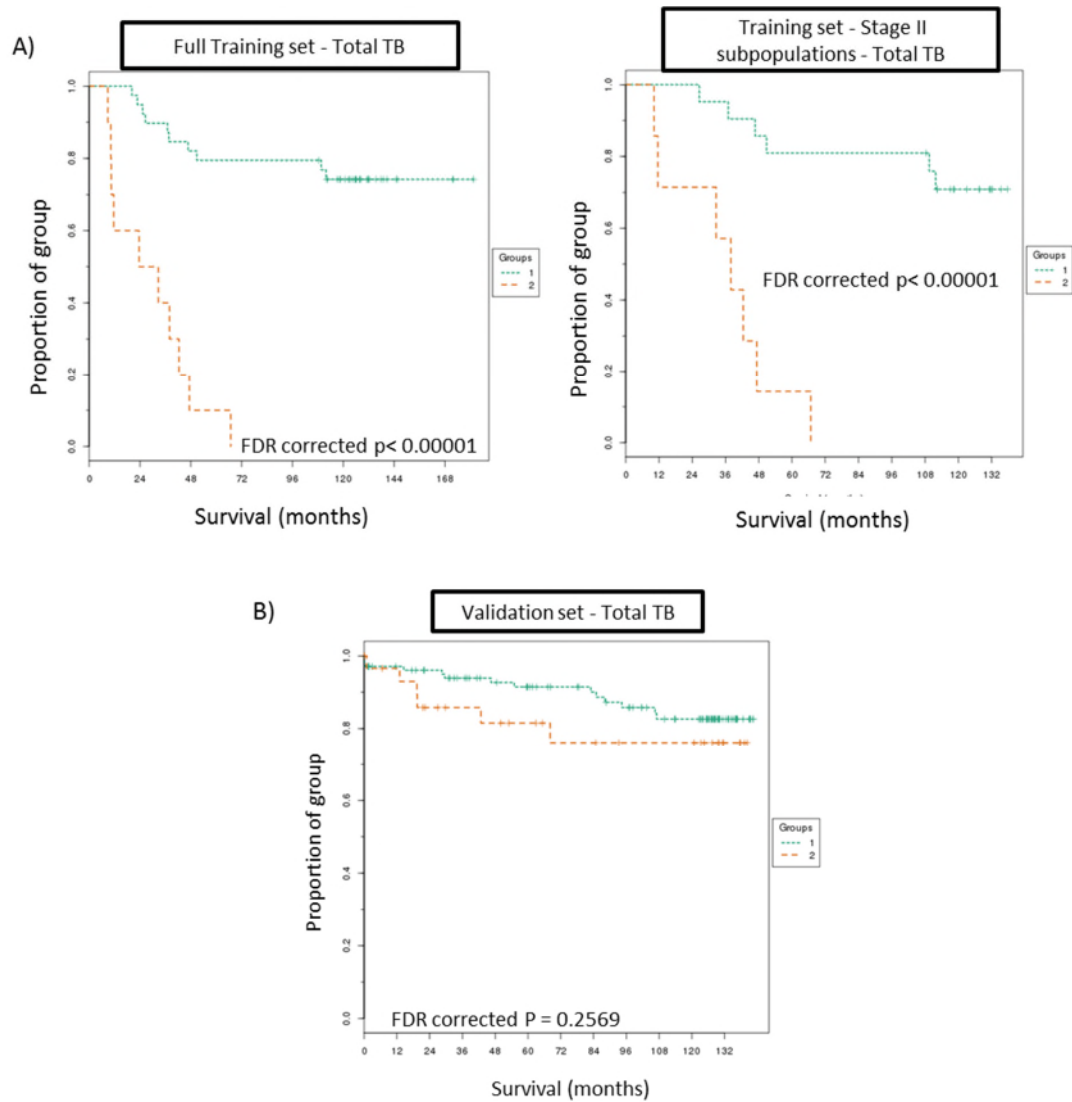 A)
Full Training set - Total TB
Training set - Stage II
subpopulations - Total TB
Proportion of group
1.0
0.8
0.6
0.4
0.2
0.0
0 24 48 72 96 120 144 168
Survival (months)
FDR corrected p< 0.00001
Groups
1
2
Proportion of group
1.0
0.8
0.6
0.4
0.2
0.0
0 12 24 36 48 60 72 84 96 108 120 132
Survival (months)
FDR corrected p< 0.00001
Groups
1
2
B)
Validation set - Total TB
Proportion of group
1.0
0.8
0.6
0.4
0.2
0.0
FDR corrected P = 0.2569
0 12 24 36 48 60 72 84 96 108 120 132
Survival (months)
Groups
1
2